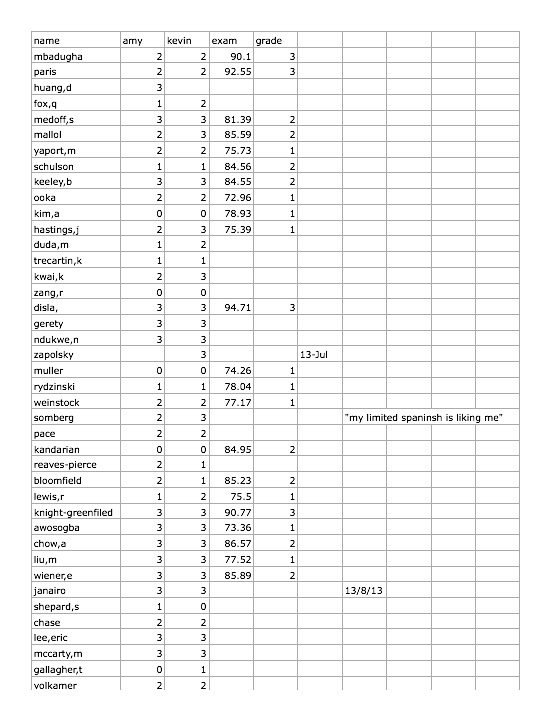 name amy kevin exam grade
mbadugha 2 2 90.1 3
paris 2 2 92.55 3
huang,d 3
fox,q 1 2
medoff,s 3 3 81.39 2
mallol 2 3 85.59 2
yaport,m 2 2 75.73 1
schulson 1 1 84.56 2
keeley,b 3 3 84.55 2
ooka 2 2 72.96 1
kim,a 0 0 78.93 1
hastings,j 2 3 75.39 1
duda,m 1 2
trecartin,k 1 1
kwai,k 2 3
zang,r 0 0
disla, 3 3 94.71 3
gerety 3 3
ndukwe,n 3 3
zapolsky 3 13-Jul
muller 0 0 74.26 1
rydzinski 1 1 78.04 1
weinstock 2 2 77.17 1
somberg 2 3 "my limited spaninsh is liking me"
pace 2 2
kandarian 0 0 84.95 2
reaves-pierce 2 1
bloomfield 2 1 85.23 2
lewis,r 1 2 75.5 1
knight-greenfiled 3 3 90.77 3
awosogba 3 3 73.36 1
chow,a 3 3 86.57 2
liu,m 3 3 77.52 1
wiener,e 3 3 85.89 2
janairo 3 3 13/8/13
shepard,s 1 0
chase 2 2
lee,eric 3 3
mccarty,m 3 3
gallagher,t 0 1
volkamer 2 2